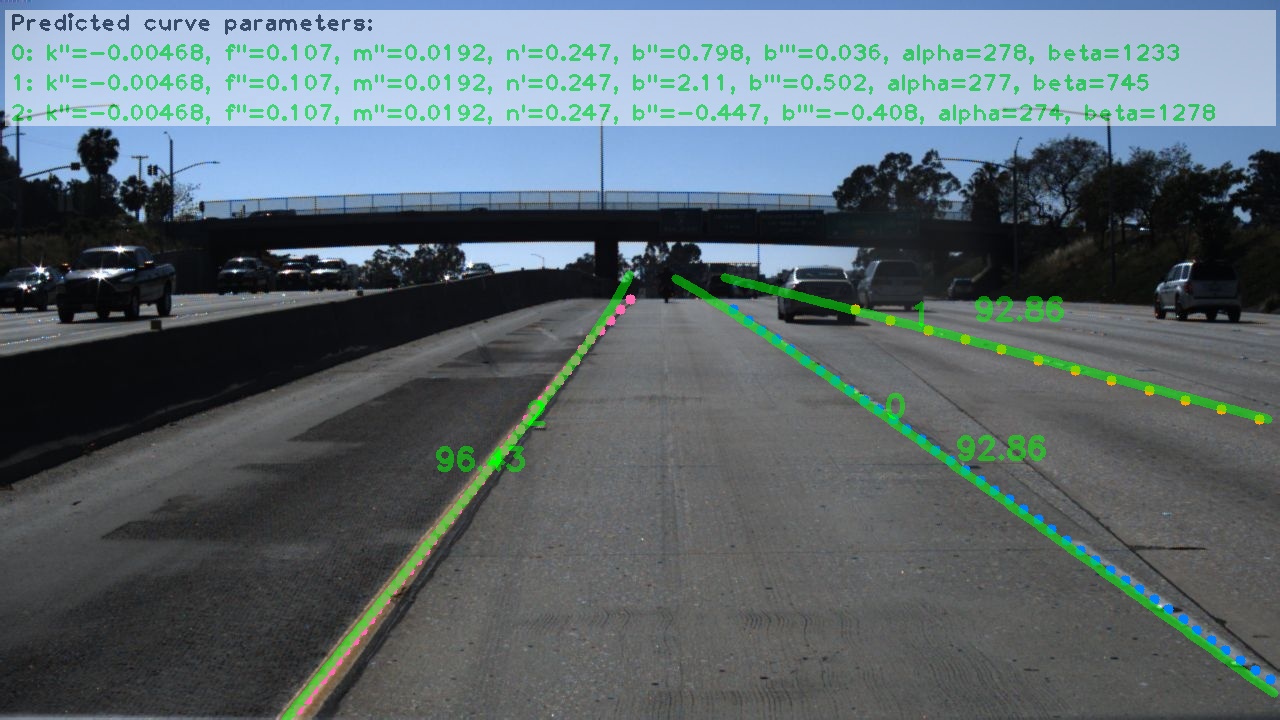 Predicted curve parameters:
0: k''=-0.00468, f''=0.107, m''=0.0192, n'=0.247, b''=0.798, b'''=0.036, alpha=278, beta=1233
1: k''=-0.00468, f''=0.107, m''=0.0192, n'=0.247, b''=2.11, b'''=0.502, alpha=277, beta=745
2: k''=-0.00468, f''=0.107, m''=0.0192, n'=0.247, b''=-0.447, b'''=-0.408, alpha=274, beta=1278
1 92.86
2 0
96.43 92.86